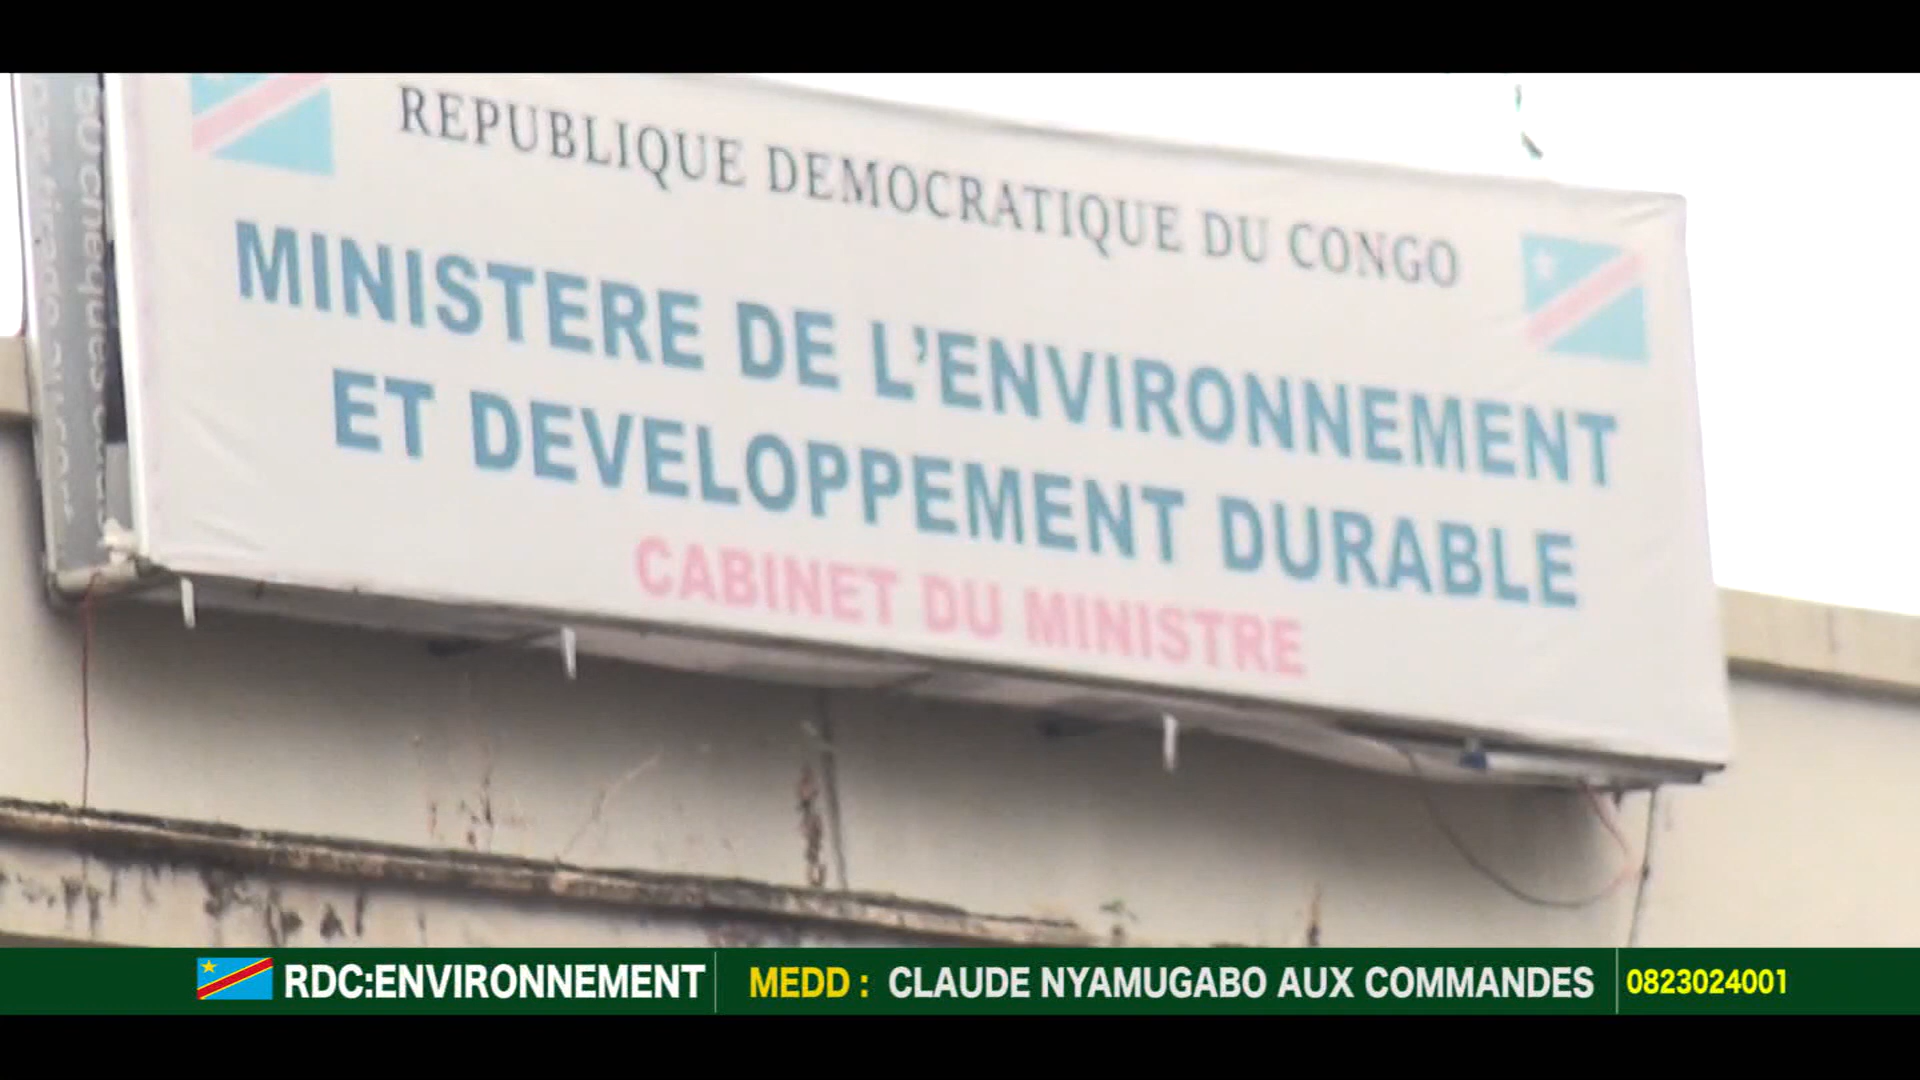 REPUBLIQUE DEMOCRATIQUE DU CONGO
MINISTERE DE L'ENVIRONNEMENT
ET DEVELOPPEMENT DURABLE
CABINET DU MINISTRE
RDC:ENVIRONNEMENT
MEDD : CLAUDE NYAMUGABO AUX COMMANDES
0823024001